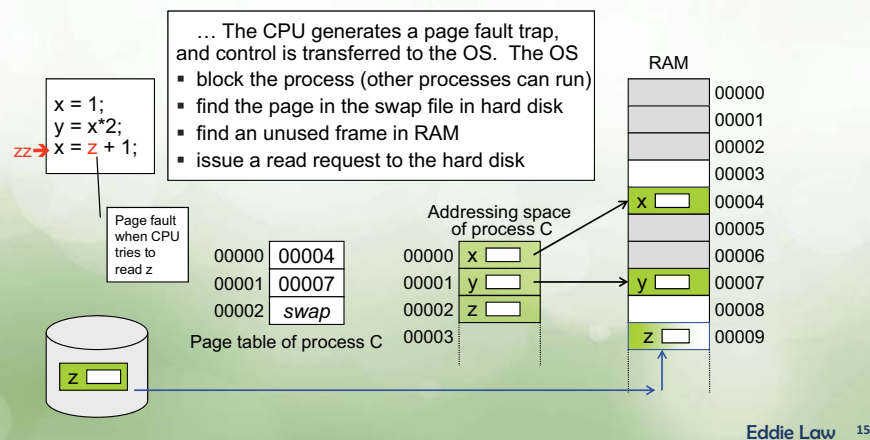 … The CPU generates a page fault trap,
and control is transferred to the OS. The OS
▪ block the process (other processes can run)
▪ find the page in the swap file in hard disk
▪ find an unused frame in RAM
▪ issue a read request to the hard disk
x = 1;
y = x*2;
zz➔ x = z + 1;
Page fault
when CPU
tries to
read z
00000 00004
00001 00007
00002 swap
Page table of process C
Addressing space
of process C
00000 x
00001 y
00002 z
00003
RAM
00000
00001
00002
00003
x 00004
00005
00006
y 00007
00008
z 00009
z
Eddie Law 15